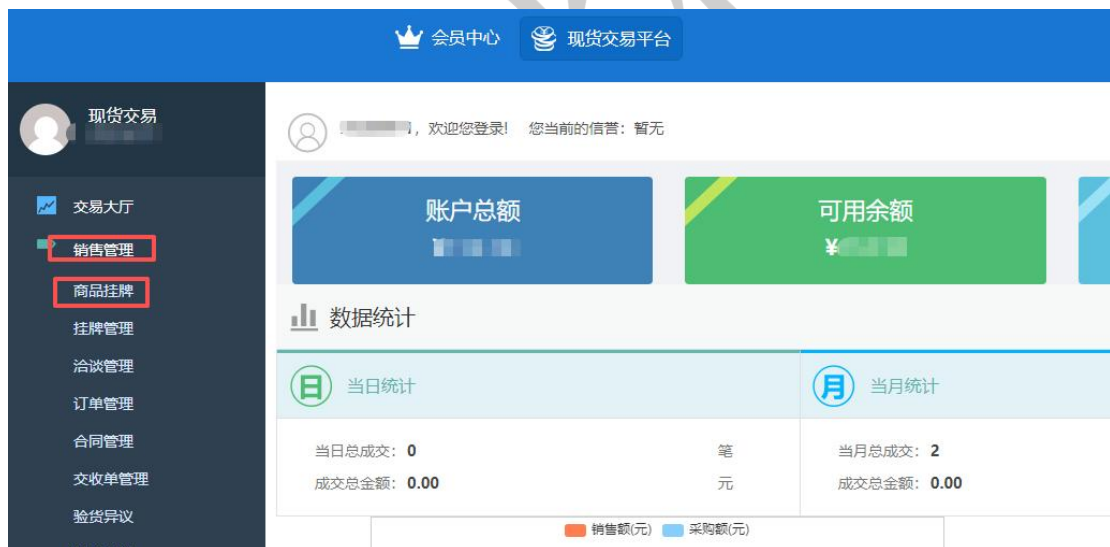 会员中心 现货交易平台
现货交易
，欢迎您登录! 您当前的信誉：暂无
交易大厅
销售管理
商品挂牌
挂牌管理
洽谈管理
订单管理
合同管理
交收单管理
验货异议
账户总额
¥
可用余额
¥
数据统计
日 当日统计
当日总成交：0 笔
成交总金额：0.00 元
月 当月统计
当月总成交：2
成交总金额：0.00
销售额(元) 采购额(元)